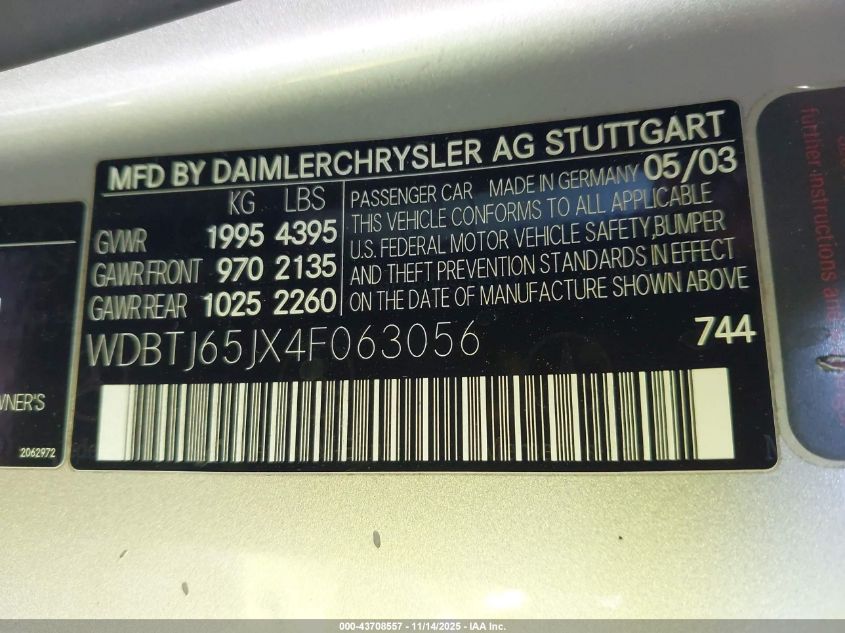 MFD BY DAIMLERCHRYSLER AG STUTTGART
KG LBS
GVWR 1995 4395
GAWR FRONT 970 2135
GAWR REAR 1025 2260
05/03
PASSENGER CAR MADE IN GERMANY
THIS VEHICLE CONFORMS TO ALL APPLICABLE
U.S. FEDERAL MOTOR VEHICLE SAFETY,BUMPER
AND THEFT PREVENTION STANDARDS IN EFFECT
ON THE DATE OF MANUFACTURE SHOWN ABOVE
WDBTJ65JX4F063056
744
2062972
further instructions
000-43708557 - 11/14/2025 - IAA Inc.